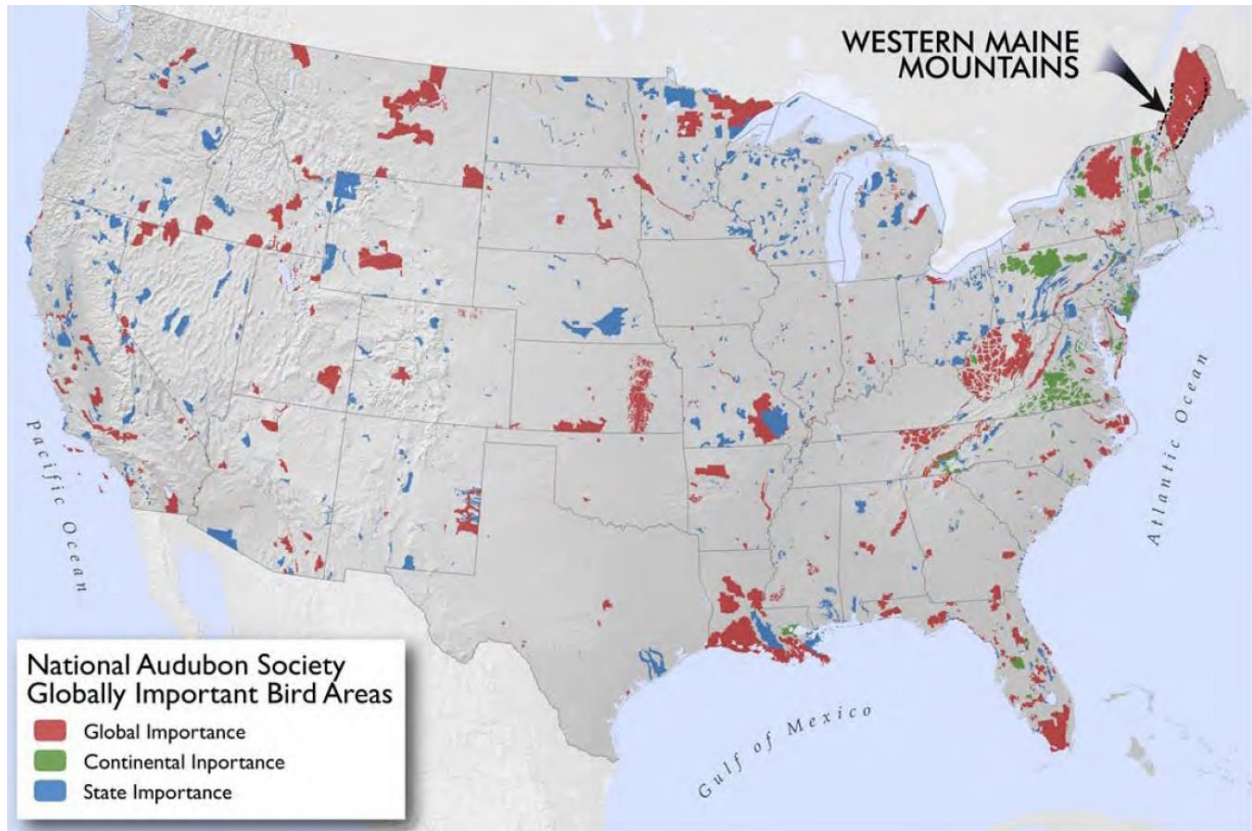 WESTERN MAINE
MOUNTAINS
Pacific Ocean
Atlantic Ocean
Gulf of Mexico
National Audubon Society
Globally Important Bird Areas
Global Importance
Continental Inportance
State Importance